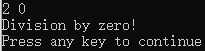 2 0
Division by zero!
Press any key to continue